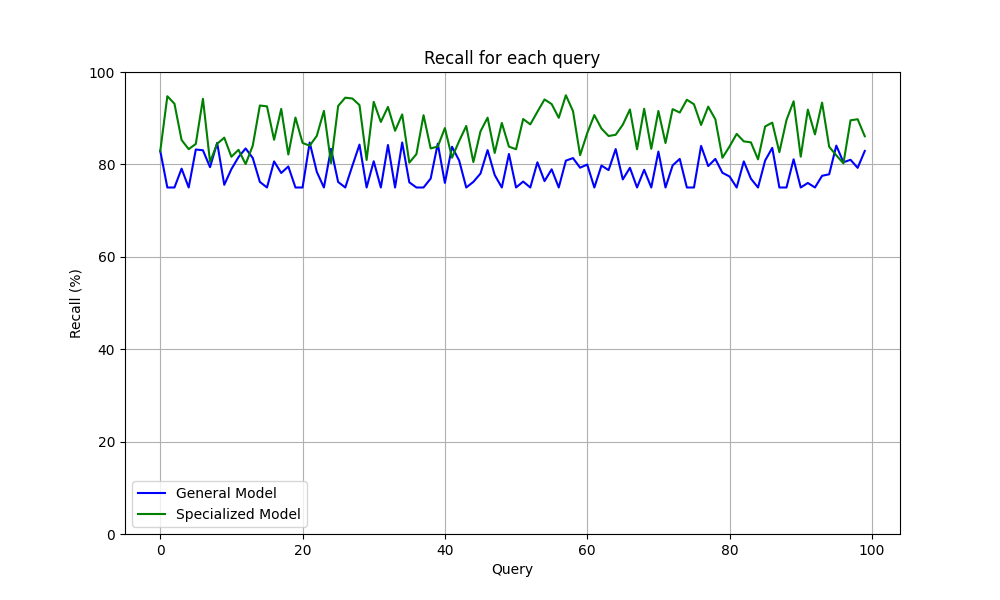 Recall for each query
100
80
60
40
20
0
Recall (%)
General Model
Specialized Model
0 20 40 60 80 100
Query